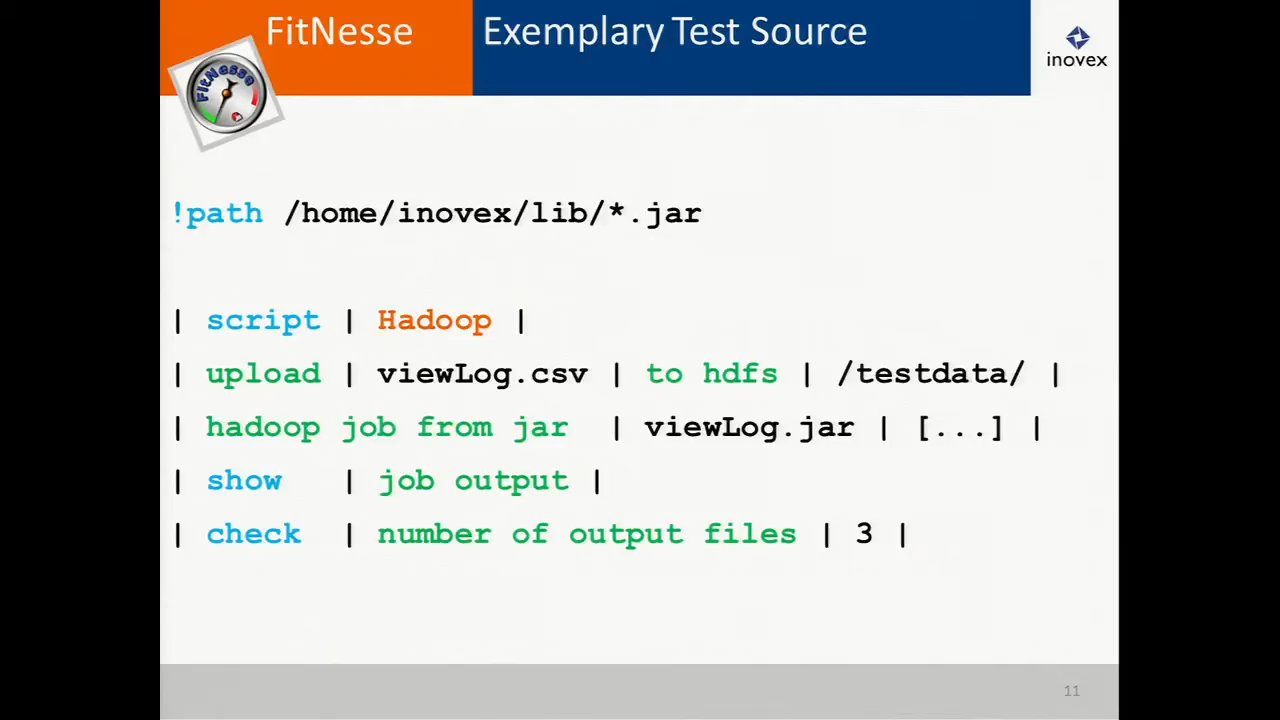 FitNesse
Exemplary Test Source
inovex
FitNesse
!path /home/inovex/lib/*.jar
| script | Hadoop |
| upload | viewLog.csv | to hdfs | /testdata/ |
| hadoop job from jar | viewLog.jar | [...] |
| show | job output |
| check | number of output files | 3 |
11